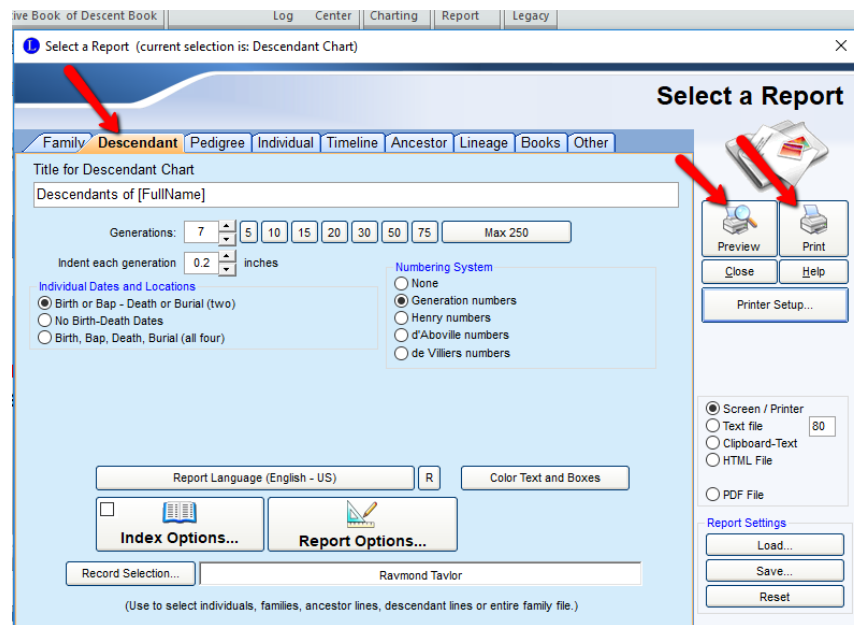 ive Book of Descent Book Log Center Charting Report Legacy
L Select a Report (current selection is: Descendant Chart)
Select a Report
Family Descendant Pedigree Individual Timeline Ancestor Lineage Books Other
Title for Descendant Chart
Descendants of [FullName]
Generations: 7 5 10 15 20 30 50 75 Max 250
Indent each generation 0.2 inches
Individual Dates and Locations
Birth or Bap - Death or Burial (two)
No Birth-Death Dates
Birth, Bap, Death, Burial (all four)
Numbering System
None
Generation numbers
Henry numbers
d'Aboville numbers
de Villiers numbers
Report Language (English - US) R Color Text and Boxes
Index Options... Report Options...
Record Selection... Raymond Taylor
(Use to select individuals, families, ancestor lines, descendant lines or entire family file.)
Preview Print
Close Help
Printer Setup...
Screen / Printer
Text file 80
Clipboard-Text
HTML File
PDF File
Report Settings
Load...
Save...
Reset